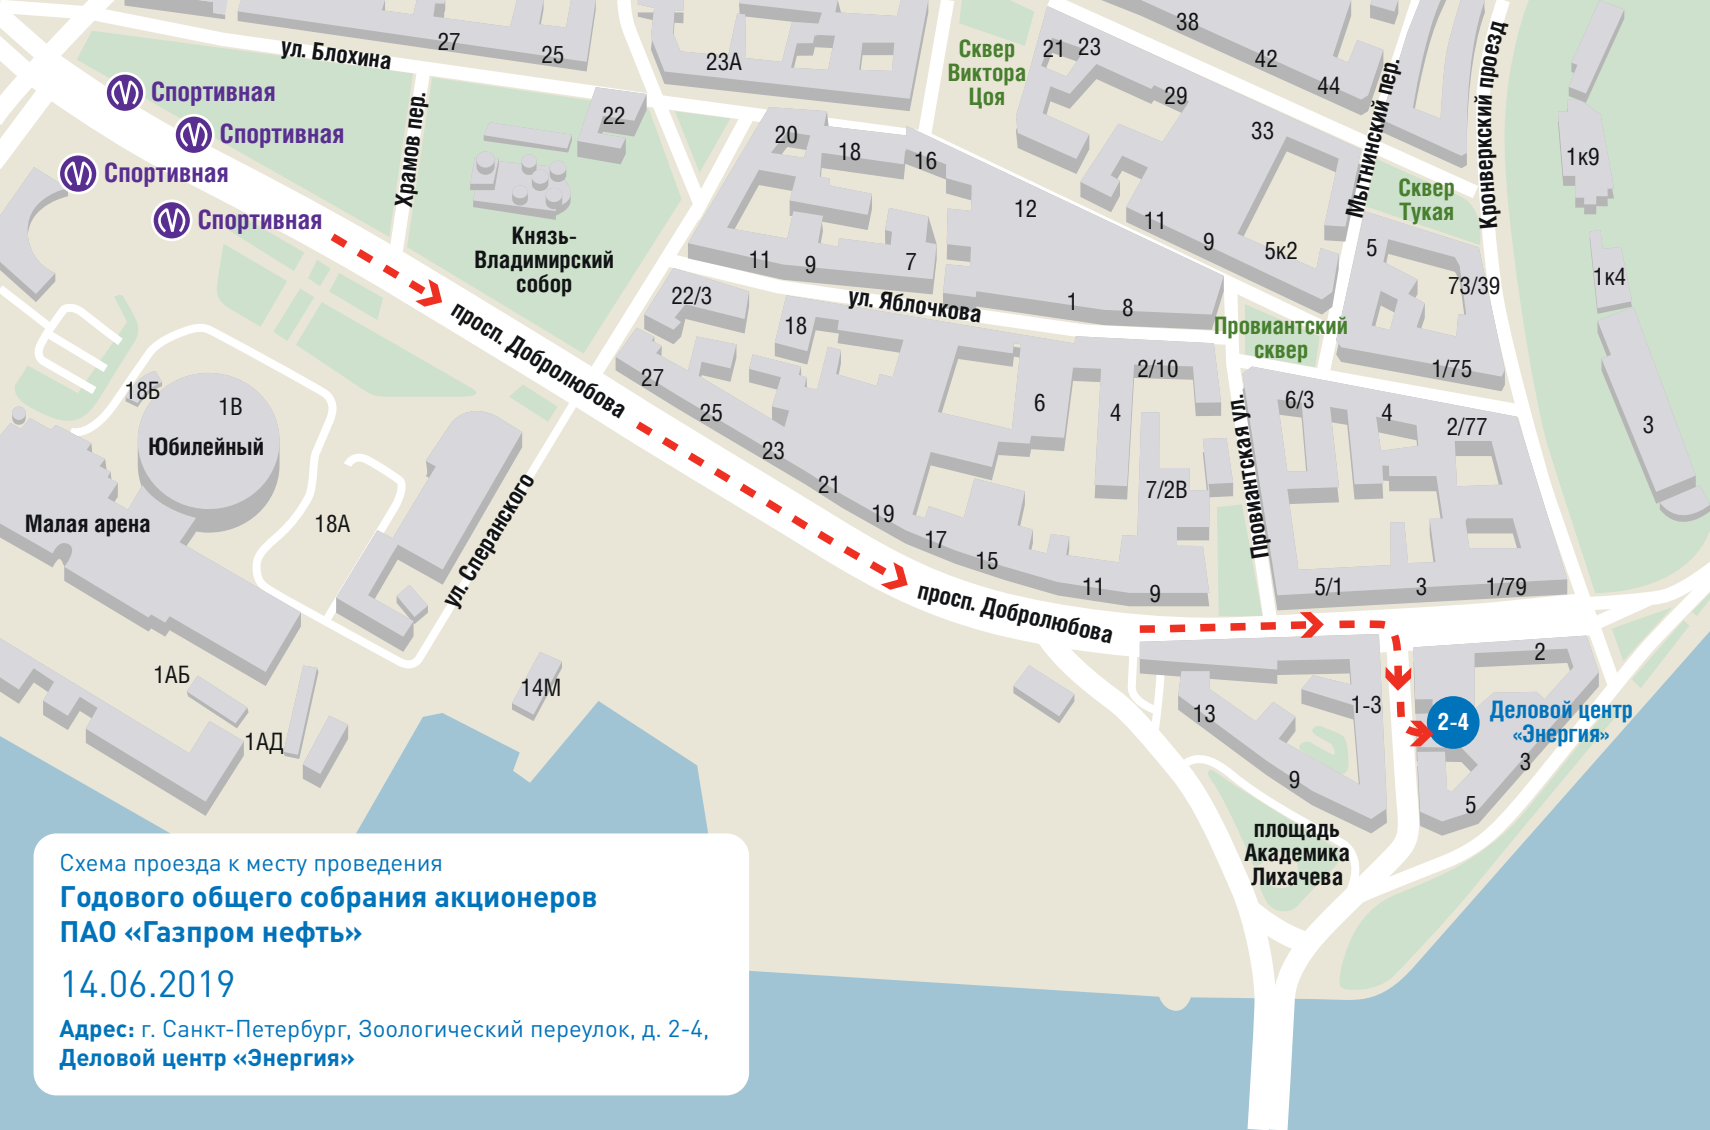 38
27
ул. Блохина
25
23А
Сквер
Виктора
Цоя
21
23
42
44
29
Мытнинский пер.
Кронверкский проезд
Спортивная
Спортивная
Спортивная
Спортивная
Храмов пер.
22
20
18
16
33
1к9
Сквер
Тукая
12
11
9
5к2
5
73/39
1к4
Князь-
Владимирский
собор
11
9
7
22/3
18
ул. Яблочкова
1
8
Провиантский
сквер
1/75
просп. Добролюбова
18Б
1В
Юбилейный
27
25
23
21
19
17
15
11
9
6
4
2/10
7/2В
Провиантская ул.
6/3
4
2/77
3
Малая арена
18А
ул. Сперанского
5/1
3
1/79
просп. Добролюбова
1АБ
1АД
14М
13
1-3
9
2
2-4
Деловой центр
«Энергия»
3
5
площадь
Академика
Лихачева
Схема проезда к месту проведения
Годового общего собрания акционеров
ПАО «Газпром нефть»
14.06.2019
Адрес: г. Санкт-Петербург, Зоологический переулок, д. 2-4,
Деловой центр «Энергия»